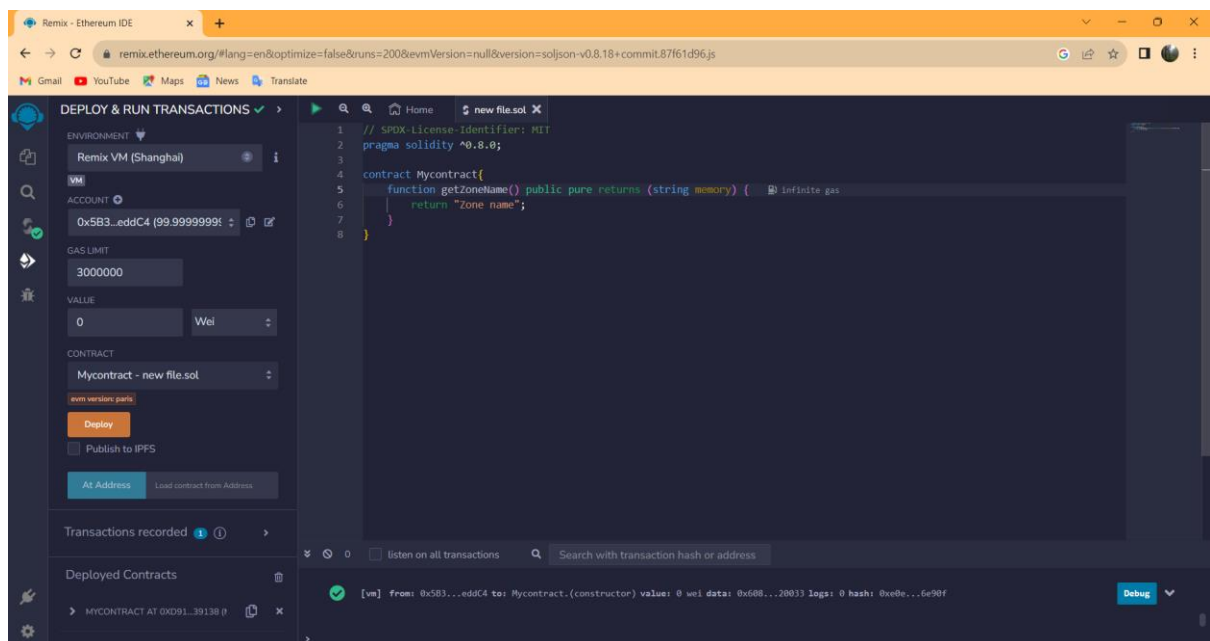 Remix - Ethereum IDE
remix.ethereum.org/#lang=en&optimize=false&runs=200&evmVersion=null&version=soljson-v0.8.18+commit.87f61d96.js
Gmail YouTube Maps News Translate
DEPLOY & RUN TRANSACTIONS
ENVIRONMENT
Remix VM (Shanghai)
VM
ACCOUNT
0x5B3...eddC4 (99.9999999
GAS LIMIT
3000000
VALUE
0 Wei
CONTRACT
Mycontract - new file.sol
evm version: paris
Deploy
Publish to IPFS
At Address Load contract from Address
Transactions recorded 1
Deployed Contracts
MYCONTRACT AT 0XD91...39138
Home new file.sol
1 // SPDX-License-Identifier: MIT
2 pragma solidity ^0.8.0;
3
4 contract Mycontract{
5 function getZoneName() public pure returns (string memory) { infinite gas
6 return "Zone name";
7 }
8 }
0 listen on all transactions Search with transaction hash or address
[vm] from: 0x5B3...eddC4 to: Mycontract.(constructor) value: 0 wei data: 0x608...20033 logs: 0 hash: 0xe0e...6e90f
Debug